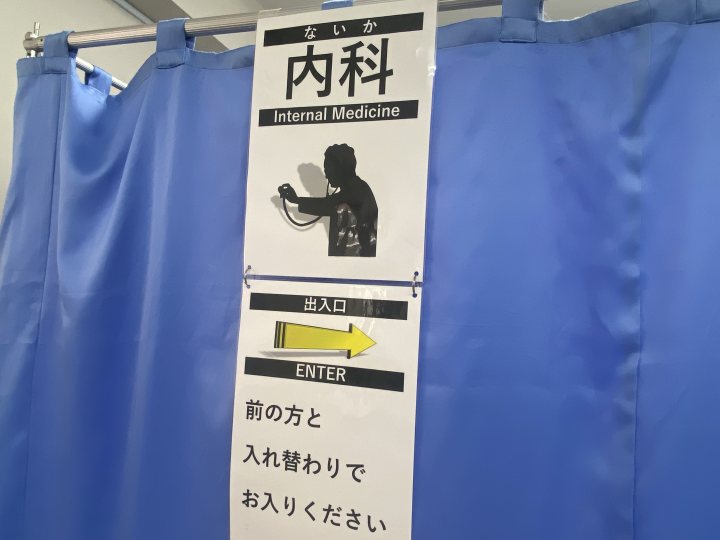 ないか
内科
Internal Medicine
出入口
ENTER
前の方と
入れ替わりで
お入りください